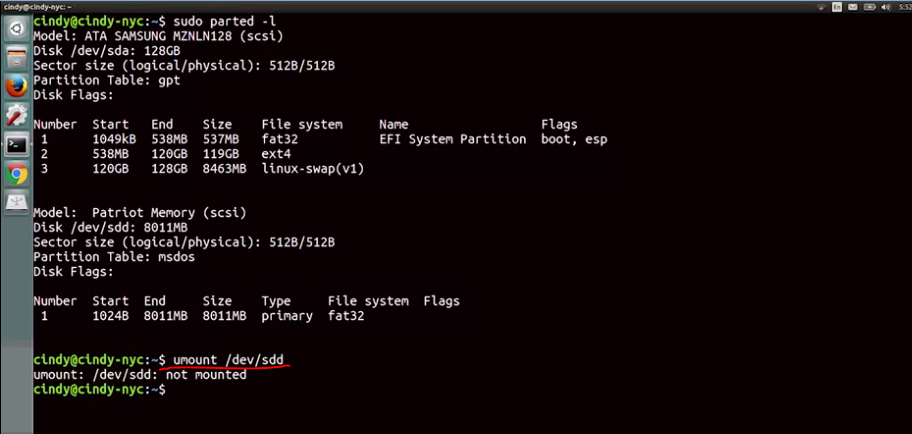 cindy@cindy-nyc:~
En
5:52
cindy@cindy-nyc:~$ sudo parted -l
Model: ATA SAMSUNG MZNLN128 (scsi)
Disk /dev/sda: 128GB
Sector size (logical/physical): 512B/512B
Partition Table: gpt
Disk Flags:
Number  Start   End    Size    File system     Name                  Flags
 1      1049kB  538MB  537MB   fat32           EFI System Partition  boot, esp
 2      538MB   120GB  119GB   ext4
 3      120GB   128GB  8463MB  linux-swap(v1)
Model:  Patriot Memory (scsi)
Disk /dev/sdd: 8011MB
Sector size (logical/physical): 512B/512B
Partition Table: msdos
Disk Flags:
Number  Start  End     Size    Type     File system  Flags
 1      1024B  8011MB  8011MB  primary  fat32
cindy@cindy-nyc:~$ umount /dev/sdd
umount: /dev/sdd: not mounted
cindy@cindy-nyc:~$